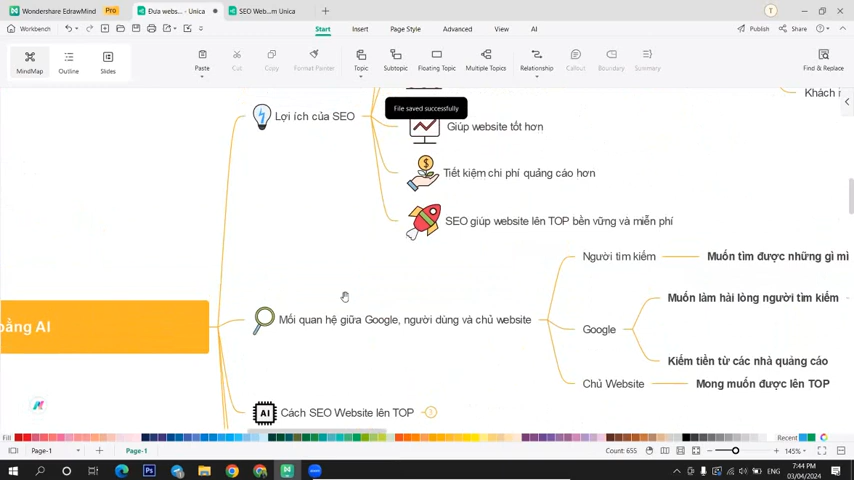 Wondershare EdrawMind Pro
Đưa webs... - Unica
SEO Web...m Unica
T
Workbench
Start Insert Page Style Advanced View AI
Publish Share
MindMap Outline Slides
Paste Cut Copy Format Painter Topic Subtopic Floating Topic Multiple Topics Relationship Callout Boundary Summary Find & Replace
File saved successfully
Lợi ích của SEO
Giúp website tốt hơn
$
Tiết kiệm chi phí quảng cáo hơn
SEO giúp website lên TOP bền vững và miễn phí
Người tìm kiếm
Muốn tìm được những gì mì
Muốn làm hài lòng người tìm kiếm
bằng AI
Mối quan hệ giữa Google, người dùng và chủ website
Google
Kiếm tiền từ các nhà quảng cáo
Chủ Website
Mong muốn được lên TOP
AI
Cách SEO Website lên TOP
3
Fill
Recent
Page-1
Page-1
Count: 655
145%
Ps
zoom
ENG
7:44 PM
03/04/2024